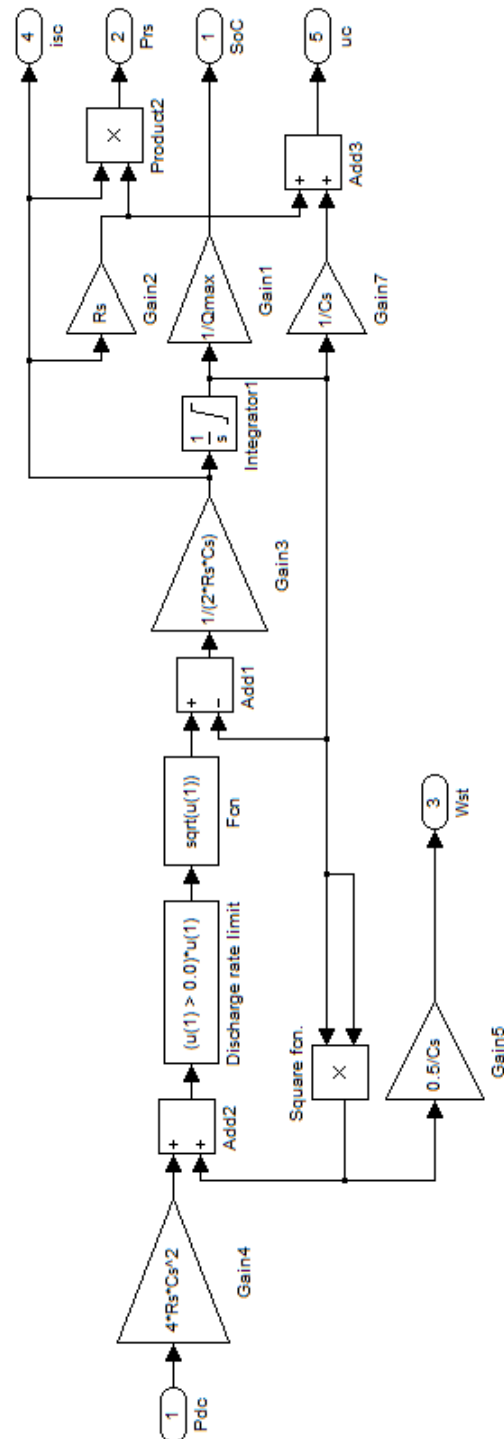 1
Pdc
4*Rs*Cs^2
Gain4
+
+
Add2
(u(1) > 0.0)*u(1)
Discharge rate limit
sqrt(u(1))
Fcn
+
−
Add1
1/(2*Rs*Cs)
Gain3
1
s
Integrator1
Rs
Gain2
×
Product2
4
isc
2
Prs
1/Qmax
Gain1
1
SoC
1/Cs
Gain7
+
+
Add3
5
uc
Square fcn.
×
0.5/Cs
Gain5
3
Wst